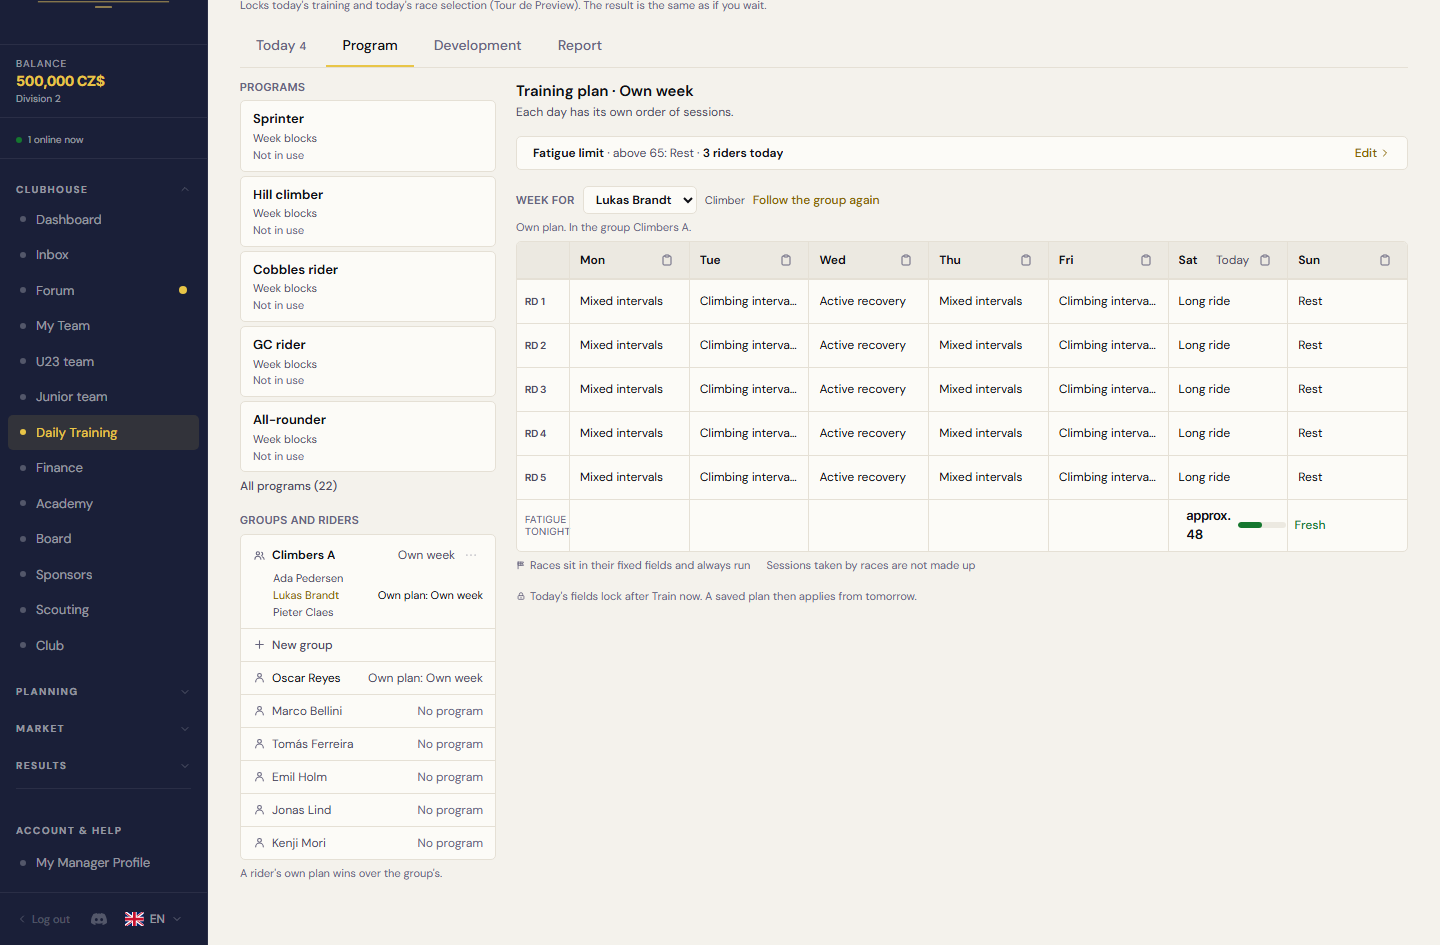 BALANCE
500,000 CZ$
Division 2
1 online now
CLUBHOUSE
Dashboard
Inbox
Forum
My Team
U23 team
Junior team
Daily Training
Finance
Academy
Board
Sponsors
Scouting
Club
PLANNING
MARKET
RESULTS
ACCOUNT & HELP
My Manager Profile
Log out
EN
Locks today's training and today's race selection (Tour de Preview). The result is the same as if you wait.
Today 4 Program Development Report
PROGRAMS
Sprinter
Week blocks
Not in use
Hill climber
Week blocks
Not in use
Cobbles rider
Week blocks
Not in use
GC rider
Week blocks
Not in use
All-rounder
Week blocks
Not in use
All programs (22)
GROUPS AND RIDERS
Climbers A Own week ...
Ada Pedersen
Lukas Brandt Own plan: Own week
Pieter Claes
New group
Oscar Reyes Own plan: Own week
Marco Bellini No program
Tomás Ferreira No program
Emil Holm No program
Jonas Lind No program
Kenji Mori No program
A rider's own plan wins over the group's.
Training plan · Own week
Each day has its own order of sessions.
Fatigue limit · above 65: Rest · 3 riders today Edit
WEEK FOR Lukas Brandt Climber Follow the group again
Own plan. In the group Climbers A.
Mon Tue Wed Thu Fri Sat Today Sun
RD 1 Mixed intervals Climbing interva... Active recovery Mixed intervals Climbing interva... Long ride Rest
RD 2 Mixed intervals Climbing interva... Active recovery Mixed intervals Climbing interva... Long ride Rest
RD 3 Mixed intervals Climbing interva... Active recovery Mixed intervals Climbing interva... Long ride Rest
RD 4 Mixed intervals Climbing interva... Active recovery Mixed intervals Climbing interva... Long ride Rest
RD 5 Mixed intervals Climbing interva... Active recovery Mixed intervals Climbing interva... Long ride Rest
FATIGUE
TONIGHT
approx.
48
Fresh
Races sit in their fixed fields and always run Sessions taken by races are not made up
Today's fields lock after Train now. A saved plan then applies from tomorrow.